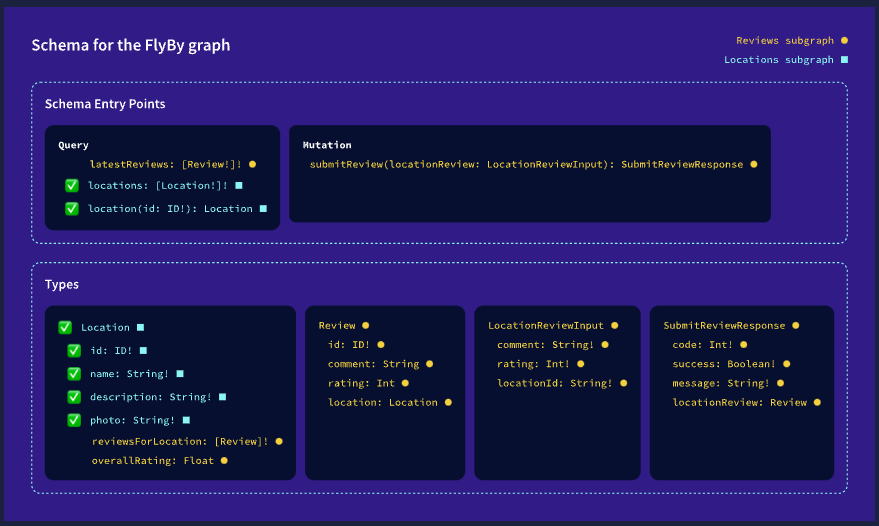 Schema for the FlyBy graph
Reviews subgraph
Locations subgraph
Schema Entry Points
Query
latestReviews: [Review!]!
locations: [Location!]!
location(id: ID!): Location
Mutation
submitReview(locationReview: LocationReviewInput): SubmitReviewResponse
Types
Location
id: ID!
name: String!
description: String!
photo: String!
reviewsForLocation: [Review]!
overallRating: Float
Review
id: ID!
comment: String
rating: Int
location: Location
LocationReviewInput
comment: String!
rating: Int!
locationId: String!
SubmitReviewResponse
code: Int!
success: Boolean!
message: String!
locationReview: Review